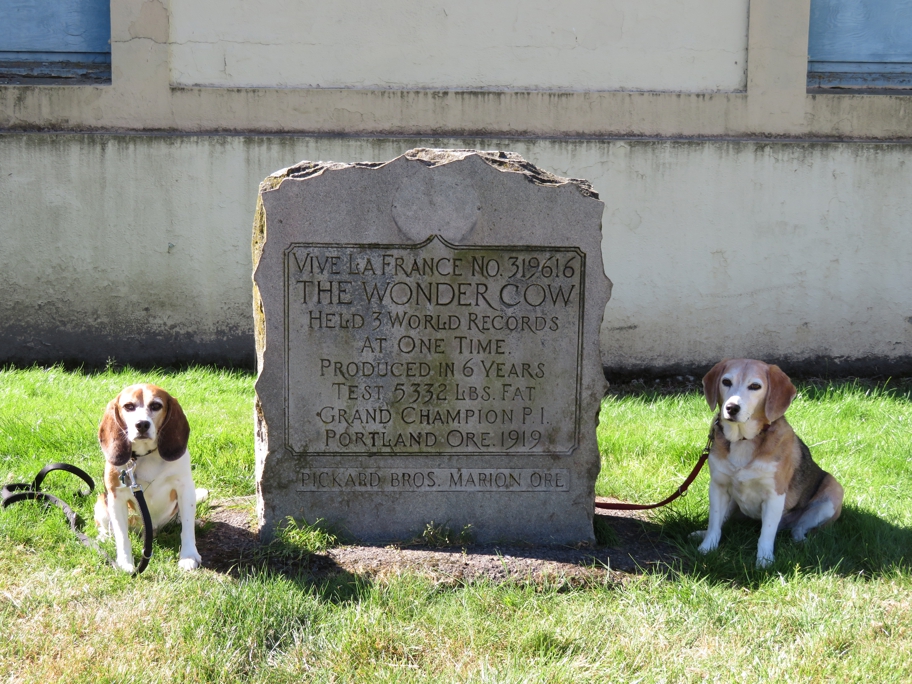 VIVE LA FRANCE NO. 319616
THE WONDER COW
HELD 3 WORLD RECORDS
AT ONE TIME.
PRODUCED IN 6 YEARS
TEST 5332 LBS. FAT
GRAND CHAMPION P.I.
PORTLAND ORE. 1919
PICKARD BROS. MARION ORE.